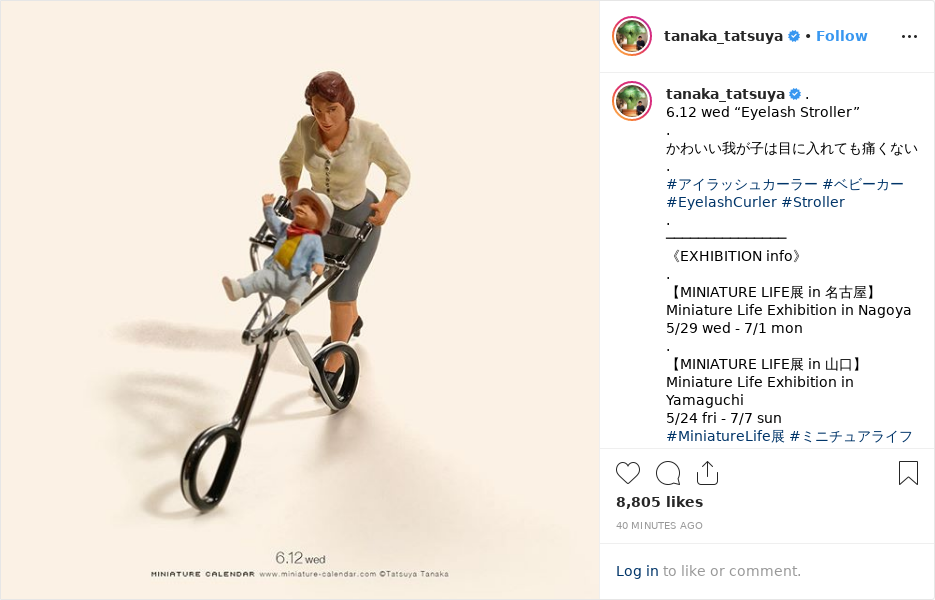 tanaka_tatsuya • Follow
tanaka_tatsuya .
6.12 wed “Eyelash Stroller”
.
かわいい我が子は目に入れても痛くない
.
#アイラッシュカーラー #ベビーカー
#EyelashCurler #Stroller
.
───────────────
《EXHIBITION info》
.
【MINIATURE LIFE展 in 名古屋】
Miniature Life Exhibition in Nagoya
5/29 wed - 7/1 mon
.
【MINIATURE LIFE展 in 山口】
Miniature Life Exhibition in
Yamaguchi
5/24 fri - 7/7 sun
#MiniatureLife展 #ミニチュアライフ
8,805 likes
40 MINUTES AGO
Log in to like or comment.
6.12 wed
MINIATURE CALENDAR www.miniature-calendar.com ©Tatsuya Tanaka